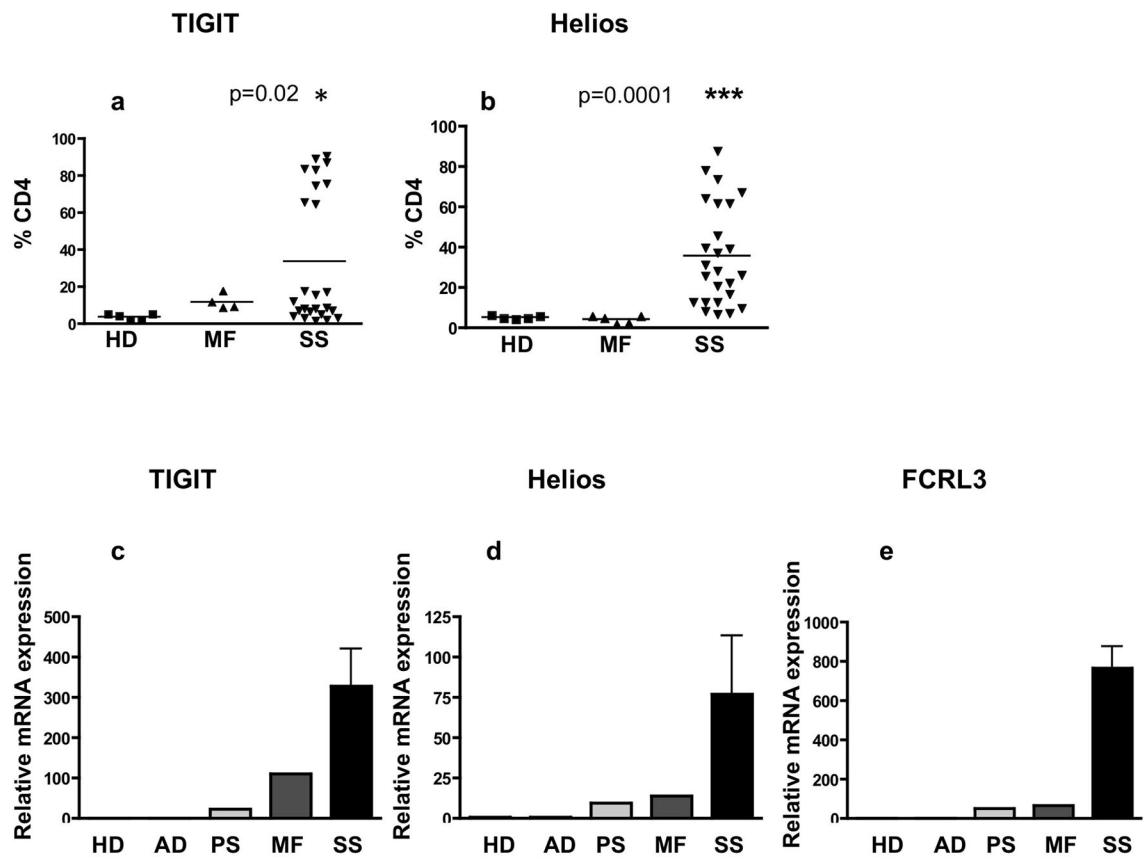 TIGIT
a p=0.02 *
% CD4
100
80
60
40
20
0
HD MF SS
Helios
b p=0.0001 ***
% CD4
100
80
60
40
20
0
HD MF SS
TIGIT
c
Relative mRNA expression
500
400
300
200
100
0
HD AD PS MF SS
Helios
d
Relative mRNA expression
125
100
75
50
25
0
HD AD PS MF SS
FCRL3
e
Relative mRNA expression
1000
800
600
400
200
0
HD AD PS MF SS